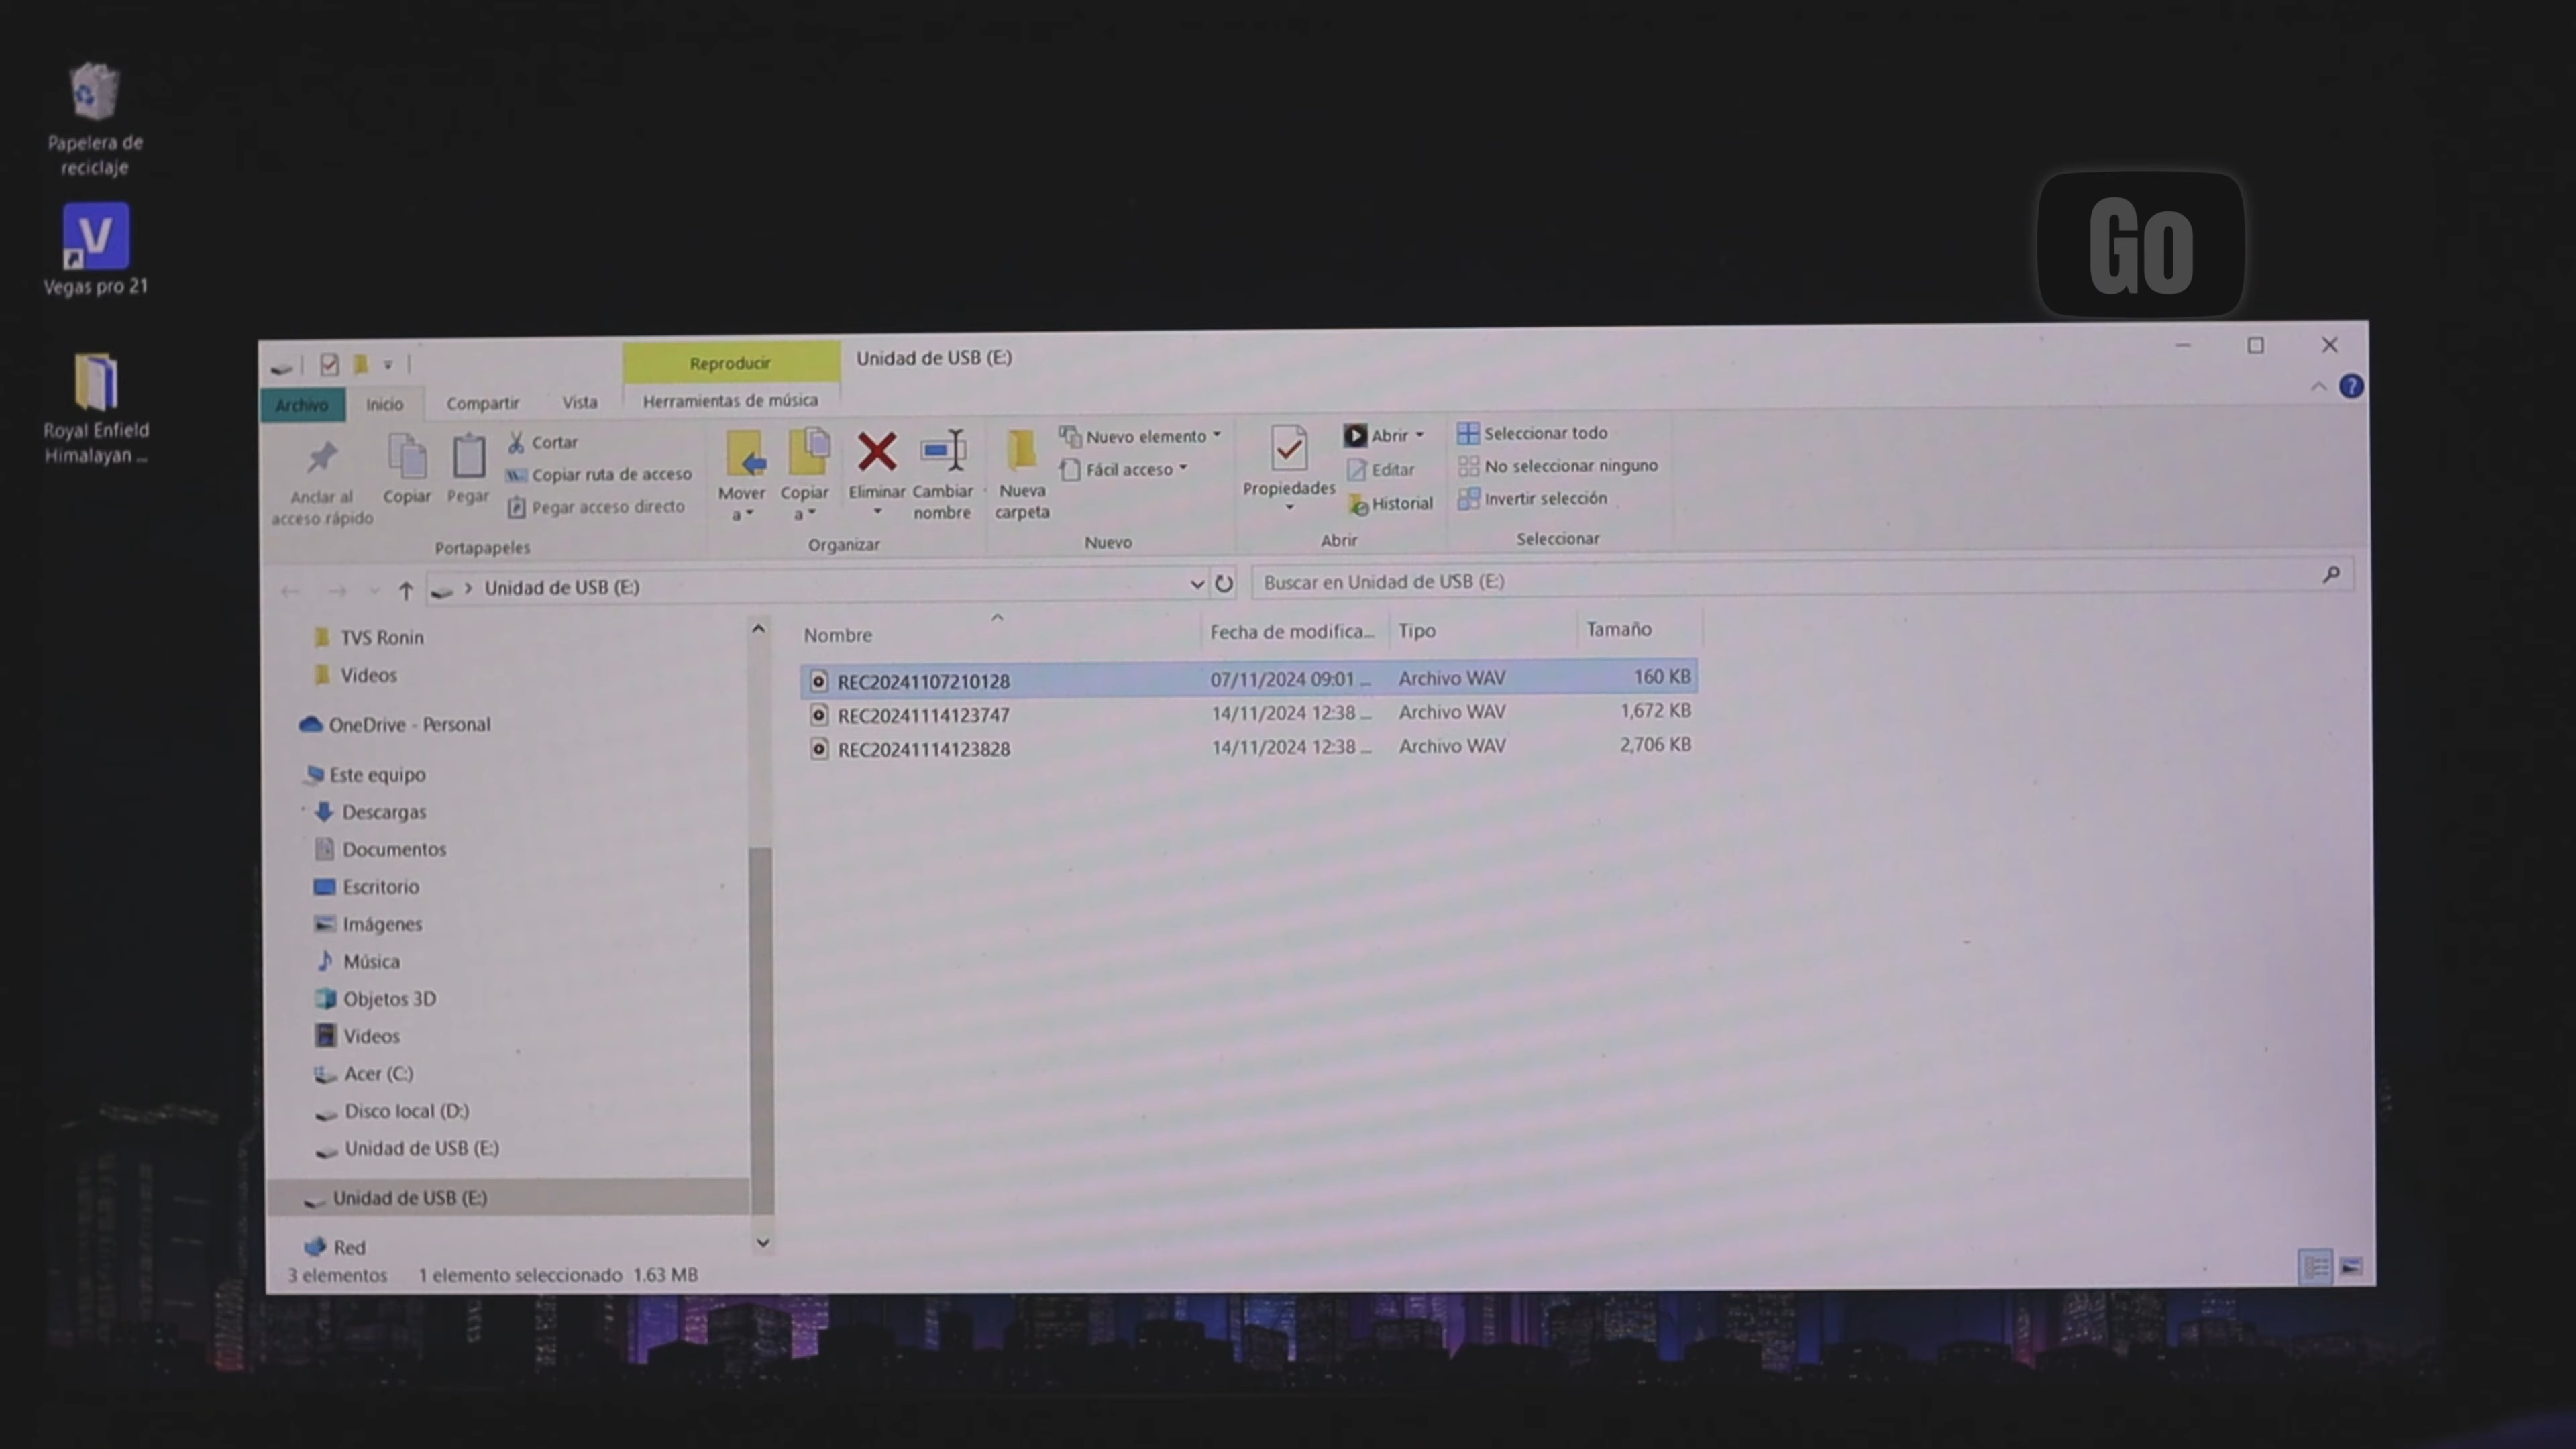 Papelera de
reciclaje
Vegas pro 21
Royal Enfield
Himalayan ...
Go
Reproducir
Unidad de USB (E:)
Archivo
Inicio
Compartir
Vista
Herramientas de música
Anclar al
acceso rápido
Copiar
Pegar
Cortar
Copiar ruta de acceso
Pegar acceso directo
Portapapeles
Mover
a
Copiar
a
Eliminar
Cambiar
nombre
Organizar
Nueva
carpeta
Nuevo elemento
Fácil acceso
Nuevo
Propiedades
Abrir
Editar
Historial
Abrir
Seleccionar todo
No seleccionar ninguno
Invertir selección
Seleccionar
Unidad de USB (E:)
Buscar en Unidad de USB (E:)
TVS Ronin
Videos
OneDrive - Personal
Este equipo
Descargas
Documentos
Escritorio
Imágenes
Música
Objetos 3D
Videos
Acer (C:)
Disco local (D:)
Unidad de USB (E:)
Unidad de USB (E:)
Red
Nombre Fecha de modifica... Tipo Tamaño
REC20241107210128 07/11/2024 09:01 ... Archivo WAV 160 KB
REC20241114123747 14/11/2024 12:38 ... Archivo WAV 1,672 KB
REC20241114123828 14/11/2024 12:38 ... Archivo WAV 2,706 KB
3 elementos 1 elemento seleccionado 1.63 MB